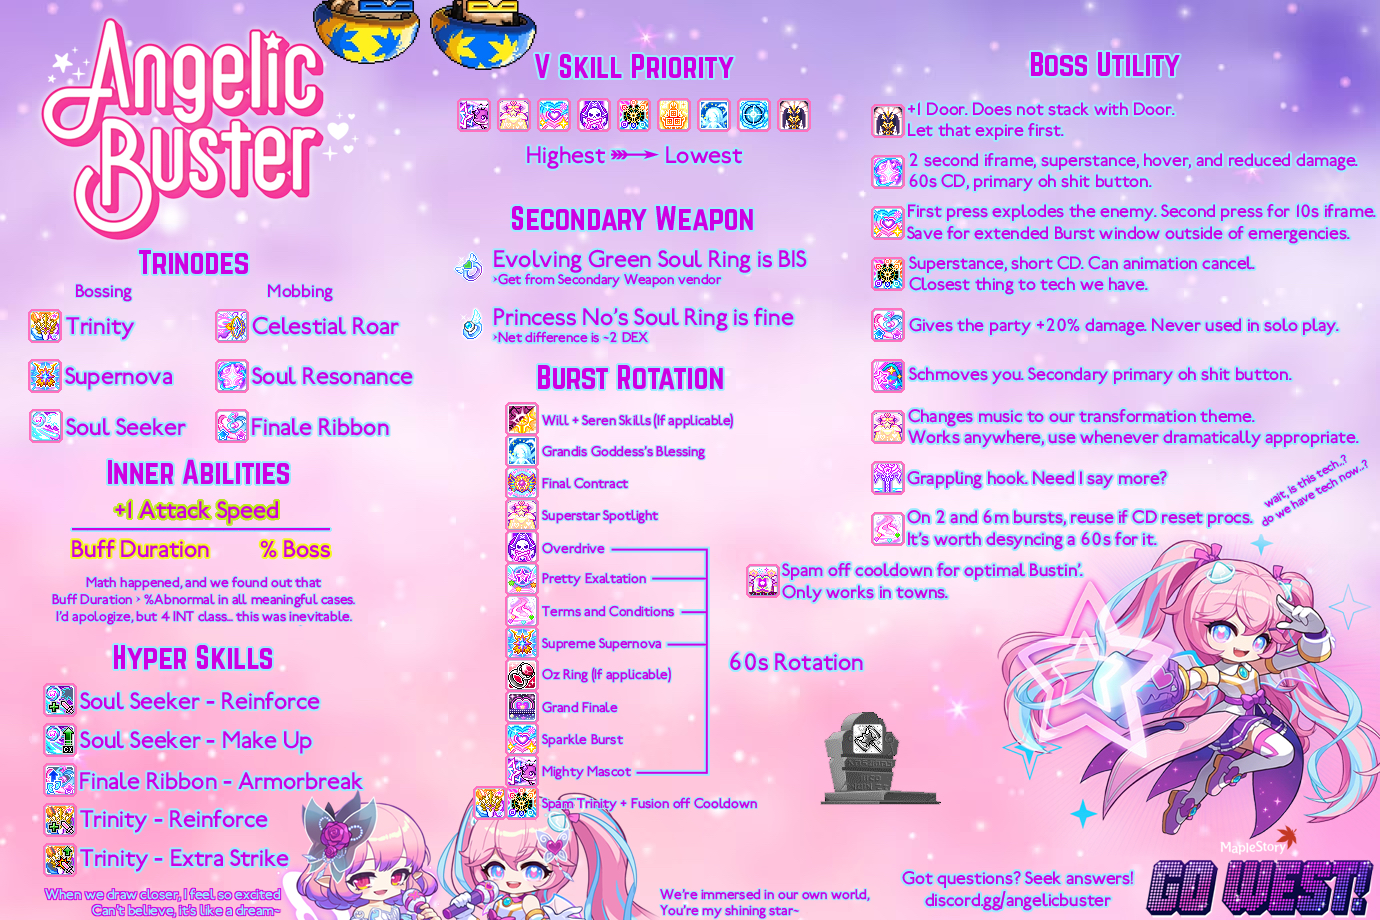 Angelic
Buster
TRINODES
Bossing
Mobbing
Trinity
Celestial Roar
Supernova
Soul Resonance
Soul Seeker
Finale Ribbon
INNER ABILITIES
+1 Attack Speed
Buff Duration
% Boss
Math happened, and we found out that
Buff Duration > %Abnormal in all meaningful cases.
I'd apologize, but 4 INT class... this was inevitable.
HYPER SKILLS
Soul Seeker - Reinforce
Soul Seeker - Make Up
Finale Ribbon - Armorbreak
Trinity - Reinforce
Trinity - Extra Strike
When we draw closer, I feel so excited
Can't believe, it's like a dream~
V SKILL PRIORITY
Highest
Lowest
SECONDARY WEAPON
Evolving Green Soul Ring is BIS
>Get from Secondary Weapon vendor
Princess No's Soul Ring is fine
>Net difference is ~2 DEX
BURST ROTATION
Will + Seren Skills (If applicable)
Grandis Goddess's Blessing
Final Contract
Superstar Spotlight
Overdrive
Pretty Exaltation
Terms and Conditions
Supreme Supernova
Oz Ring (If applicable)
Grand Finale
Sparkle Burst
Mighty Mascot
Spam Trinity + Fusion off Cooldown
60s Rotation
We're immersed in our own world,
You're my shining star~
BOSS UTILITY
+1 Door. Does not stack with Door.
Let that expire first.
2 second iframe, superstance, hover, and reduced damage.
60s CD, primary oh shit button.
First press explodes the enemy. Second press for 10s iframe.
Save for extended Burst window outside of emergencies.
Superstance, short CD. Can animation cancel.
Closest thing to tech we have.
Gives the party +20% damage. Never used in solo play.
Schmoves you. Secondary primary oh shit button.
Changes music to our transformation theme.
Works anywhere, use whenever dramatically appropriate.
Grappling hook. Need I say more?
wait, is this tech..?
do we have tech now..?
On 2 and 6m bursts, reuse if CD reset procs.
It's worth desyncing a 60s for it.
Spam off cooldown for optimal Bustin'.
Only works in towns.
Got questions? Seek answers!
discord.gg/angelicbuster
MapleStory
GO WEST!